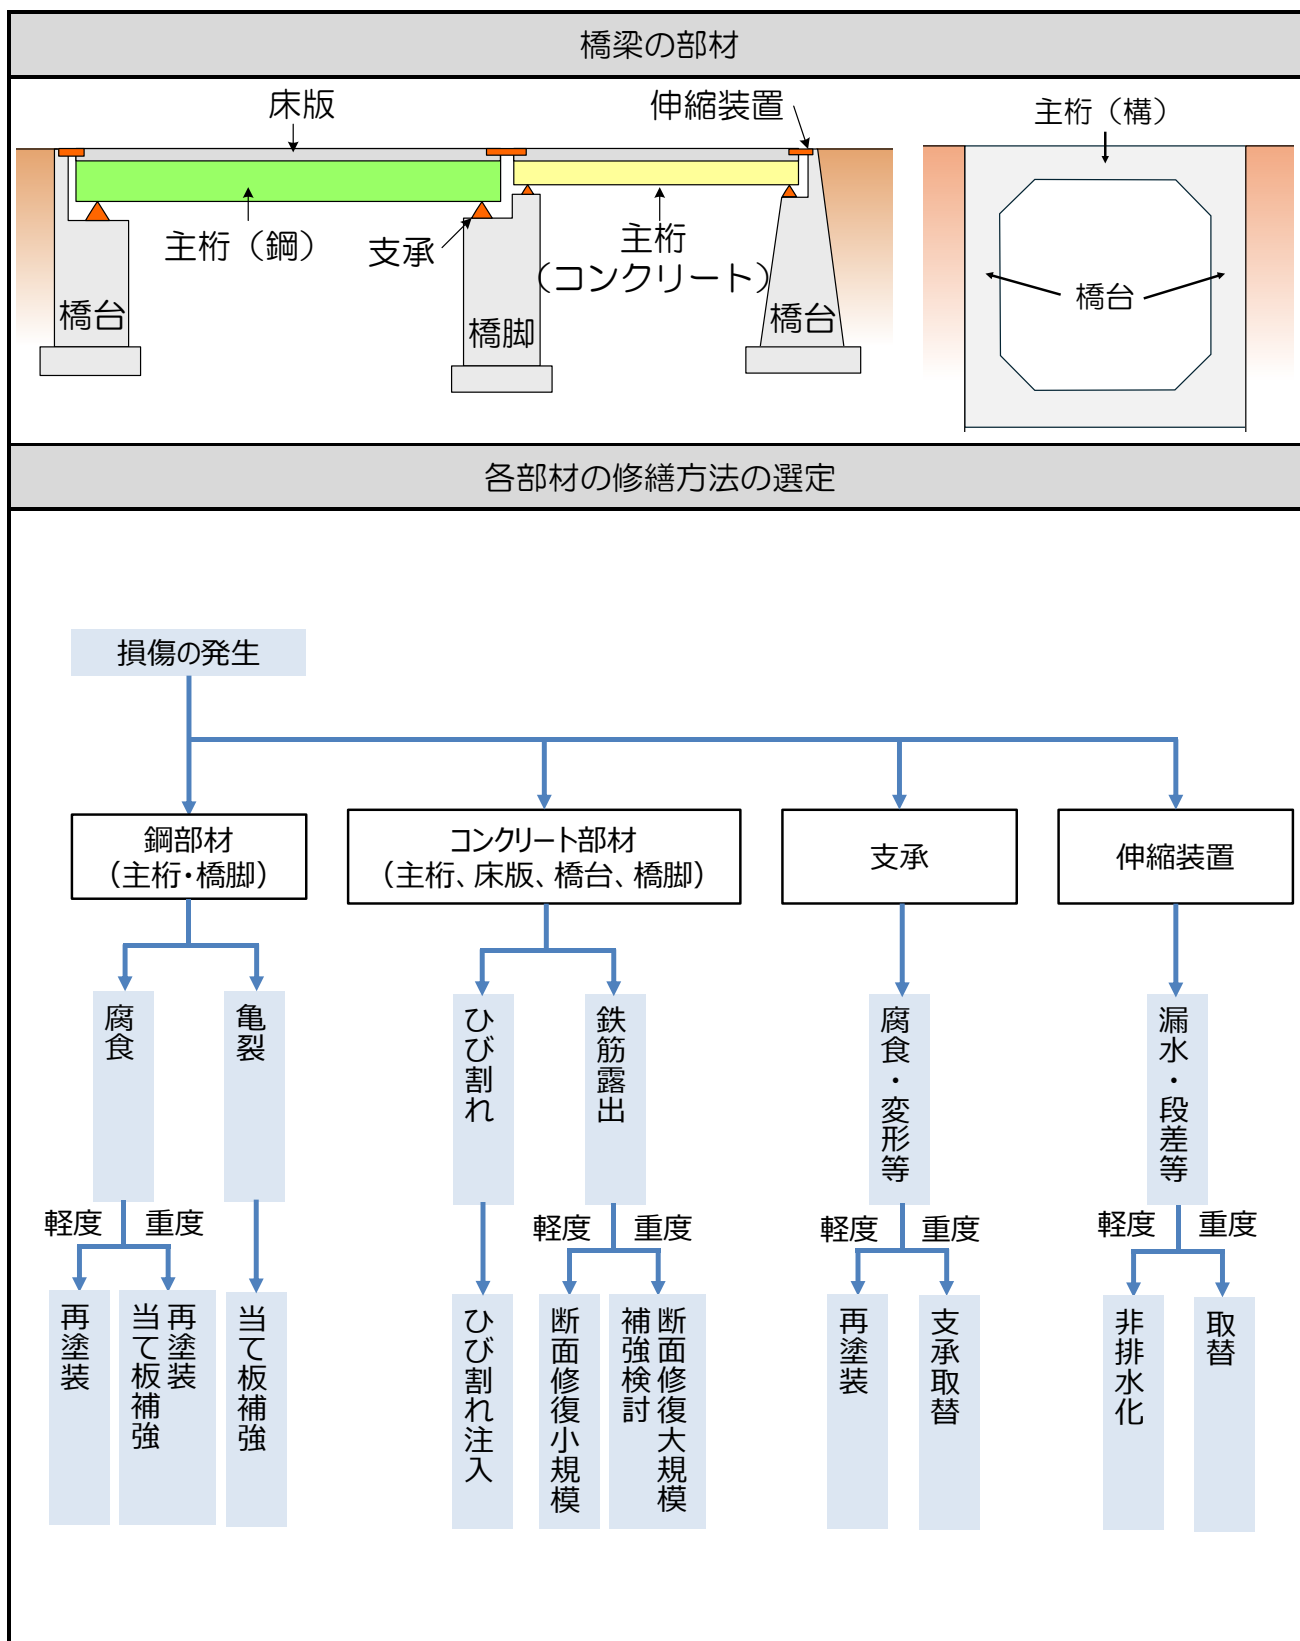 橋梁の部材
床版
伸縮装置
主桁（構）
主桁（鋼）
支承
主桁
（コンクリート）
橋台
橋脚
橋台
橋台
各部材の修繕方法の選定
損傷の発生
鋼部材
（主桁・橋脚）
コンクリート部材
（主桁、床版、橋台、橋脚）
支承
伸縮装置
腐食
亀裂
ひび割れ
鉄筋露出
腐食・変形等
漏水・段差等
軽度
重度
軽度
重度
軽度
重度
軽度
重度
再塗装
再塗装
当て板補強
当て板補強
ひび割れ注入
断面修復小規模
断面修復大規模
補強検討
再塗装
支承取替
非排水化
取替